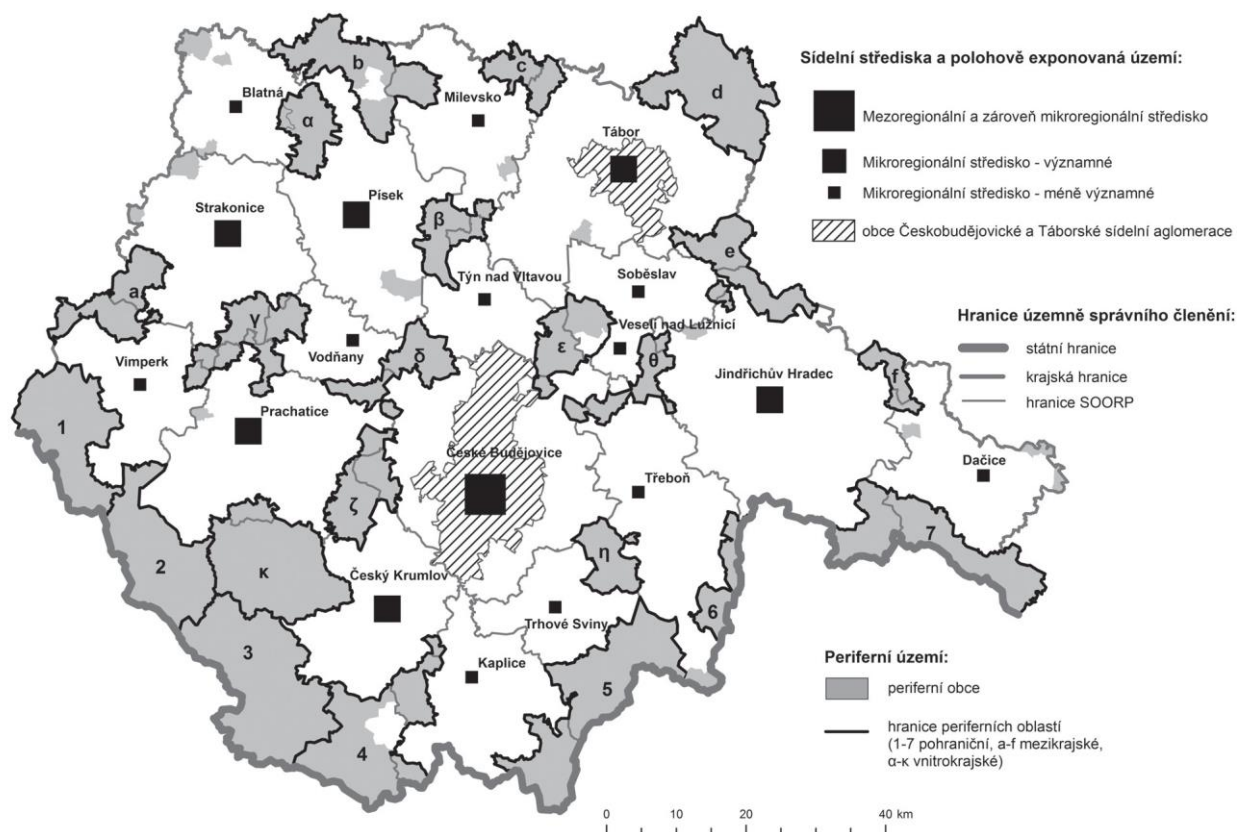 Sídelní střediska a polohově exponovaná území:
Mezoregionální a zároveň mikroregionální středisko
Mikroregionální středisko - významné
Mikroregionální středisko - méně významné
obce Českobudějovické a Táborské sídelní aglomerace
Hranice územně správního členění:
státní hranice
krajská hranice
hranice SOORP
Periferní území:
periferní obce
hranice periferních oblastí
(1-7 pohraniční, a-f mezikrajské,
α-κ vnitrokrajské)
0 10 20 40 km
b
c
d
Blatná
α
Milevsko
Tábor
Strakonice
Písek
β
e
a
Týn nad Vltavou
Soběslav
γ
Vodňany
δ
ε
Veselí nad Lužnicí
θ
Vimperk
Jindřichův Hradec
f
1
Prachatice
České Budějovice
Třeboň
Dačice
ζ
2
κ
η
7
Český Krumlov
Trhové Sviny
6
3
Kaplice
5
4